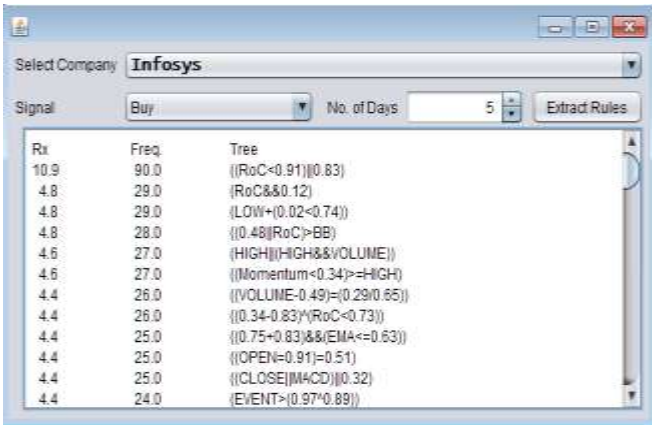 Select Company Infosys
Signal Buy No. of Days 5 Extract Rules
Rx Freq. Tree
10.9 90.0 ((RoC<0.91)||0.83)
4.8 29.0 (RoC&&0.12)
4.8 29.0 (LOW+(0.02<0.74))
4.8 28.0 ((0.48||RoC)>BB)
4.6 27.0 (HIGH||(HIGH&&VOLUME))
4.6 27.0 ((Momentum<0.34)>=HIGH)
4.4 26.0 ((VOLUME-0.49)=(0.29/0.65))
4.4 26.0 ((0.34-0.83)^(RoC<0.73))
4.4 25.0 ((0.75+0.83)&&(EMA<=0.63))
4.4 25.0 ((OPEN=0.91)=0.51)
4.4 25.0 ((CLOSE||MACD)||0.32)
4.4 24.0 (EVENT>(0.97^0.89))